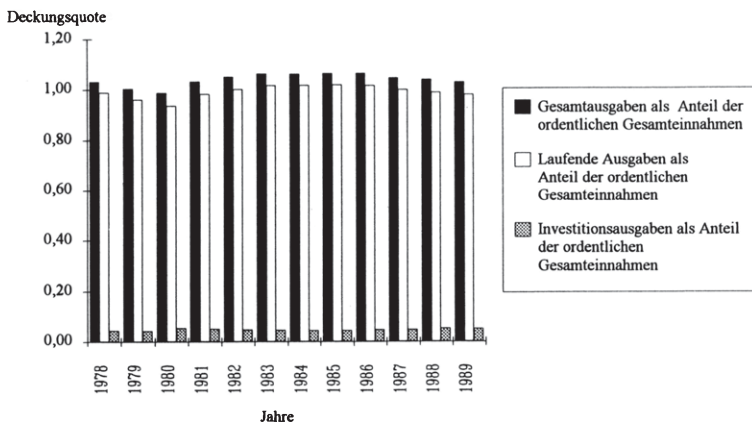 Deckungsquote
1,20
1,00
0,80
0,60
0,40
0,20
0,00
1978
1979
1980
1981
1982
1983
1984
1985
1986
1987
1988
1989
Jahre
Gesamtausgaben als Anteil der
ordentlichen Gesamteinnahmen
Laufende Ausgaben als
Anteil der ordentlichen
Gesamteinnahmen
Investitionsausgaben als Anteil
der ordentlichen
Gesamteinnahmen